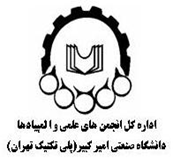 اداره کل انجمن های علمی و المپیادها
دانشگاه صنعتی امیر کبیر(پلی تکنیک تهران)